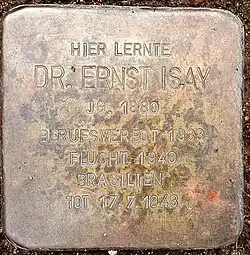 HIER LERNTE
DR. ERNST ISAY
JG. 1880
BERUFSVERBOT 1933
FLUCHT 1940
BRASILIEN
TOT 17.7.1943